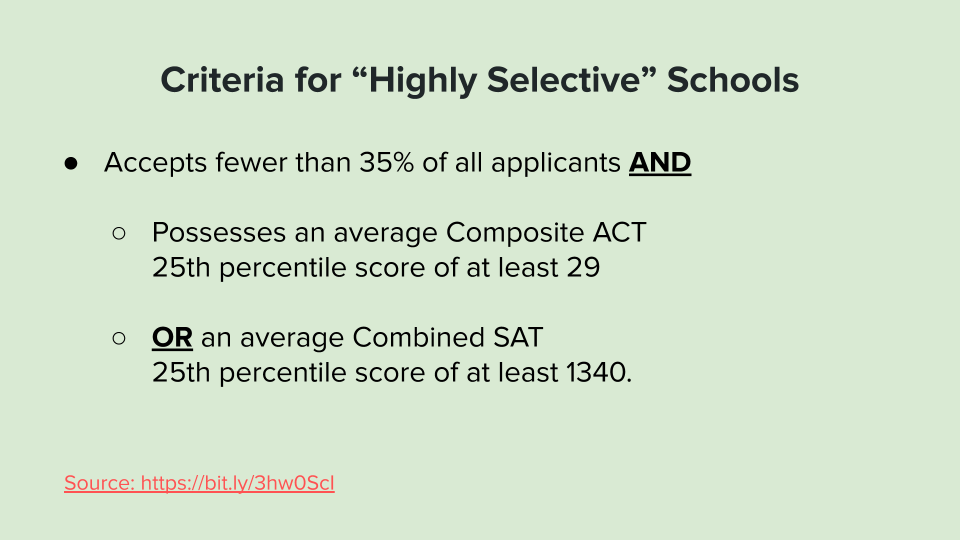 Criteria for “Highly Selective” Schools
● Accepts fewer than 35% of all applicants AND
○ Possesses an average Composite ACT
25th percentile score of at least 29
○ OR an average Combined SAT
25th percentile score of at least 1340.
Source: https://bit.ly/3hw0ScI